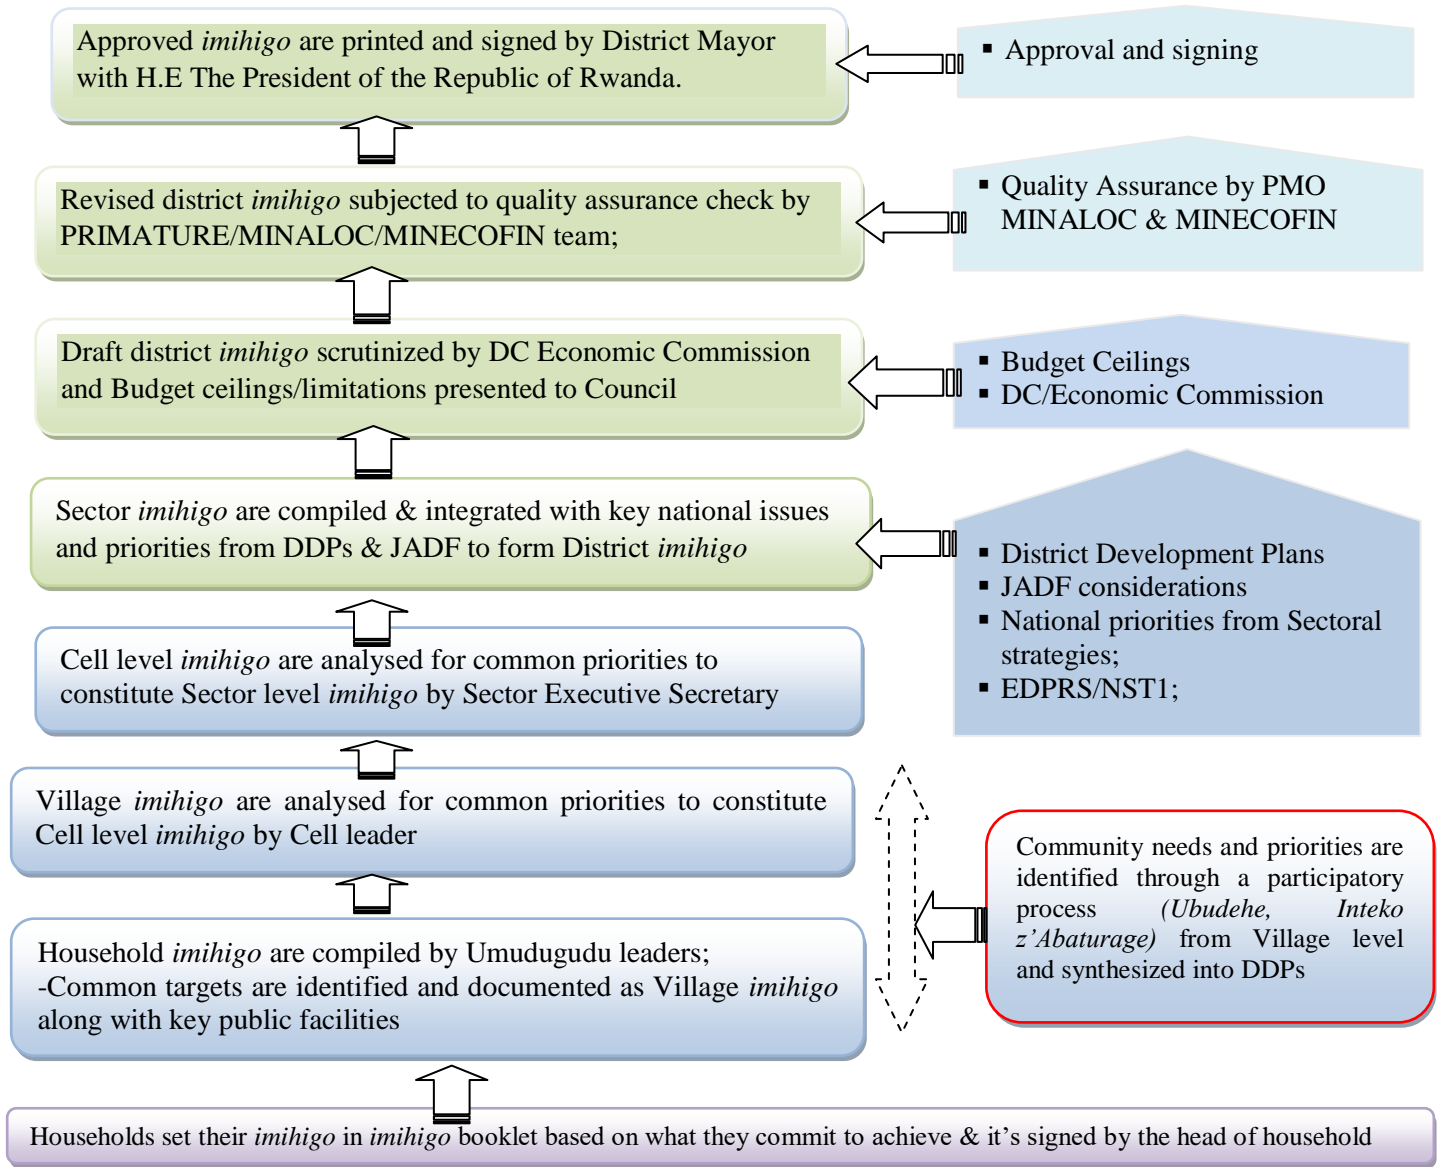 Approved imihigo are printed and signed by District Mayor
with H.E The President of the Republic of Rwanda.
▪ Approval and signing
Revised district imihigo subjected to quality assurance check by
PRIMATURE/MINALOC/MINECOFIN team;
▪ Quality Assurance by PMO
MINALOC & MINECOFIN
Draft district imihigo scrutinized by DC Economic Commission
and Budget ceilings/limitations presented to Council
▪ Budget Ceilings
▪ DC/Economic Commission
Sector imihigo are compiled & integrated with key national issues
and priorities from DDPs & JADF to form District imihigo
▪ District Development Plans
▪ JADF considerations
▪ National priorities from Sectoral
strategies;
▪ EDPRS/NST1;
Cell level imihigo are analysed for common priorities to
constitute Sector level imihigo by Sector Executive Secretary
Village imihigo are analysed for common priorities to constitute
Cell level imihigo by Cell leader
Community needs and priorities are
identified through a participatory
process (Ubudehe, Inteko
z’Abaturage) from Village level
and synthesized into DDPs
Household imihigo are compiled by Umudugudu leaders;
-Common targets are identified and documented as Village imihigo
along with key public facilities
Households set their imihigo in imihigo booklet based on what they commit to achieve & it’s signed by the head of household